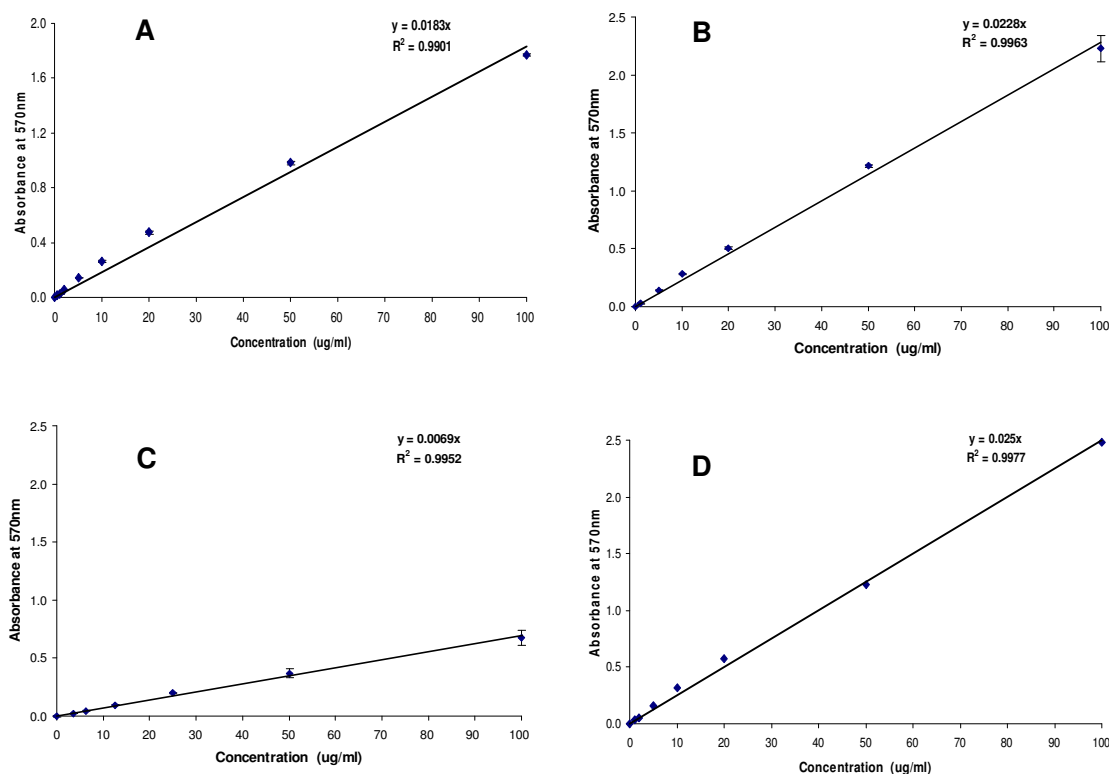 A
y = 0.0183x
R² = 0.9901
2.0
1.6
1.2
0.8
0.4
0.0
0 10 20 30 40 50 60 70 80 90 100
Absorbance at 570nm
Concentration (ug/ml)
B
y = 0.0228x
R² = 0.9963
2.5
2.0
1.5
1.0
0.5
0.0
0 10 20 30 40 50 60 70 80 90 100
Absorbance at 570nm
Concentration (ug/ml)
C
y = 0.0069x
R² = 0.9952
2.5
2.0
1.5
1.0
0.5
0.0
0 10 20 30 40 50 60 70 80 90 100
Absorbance at 570nm
Concentration (ug/ml)
D
y = 0.025x
R² = 0.9977
2.5
2.0
1.5
1.0
0.5
0.0
0 10 20 30 40 50 60 70 80 90 100
Absorbance at 570nm
Concentration (ug/ml)